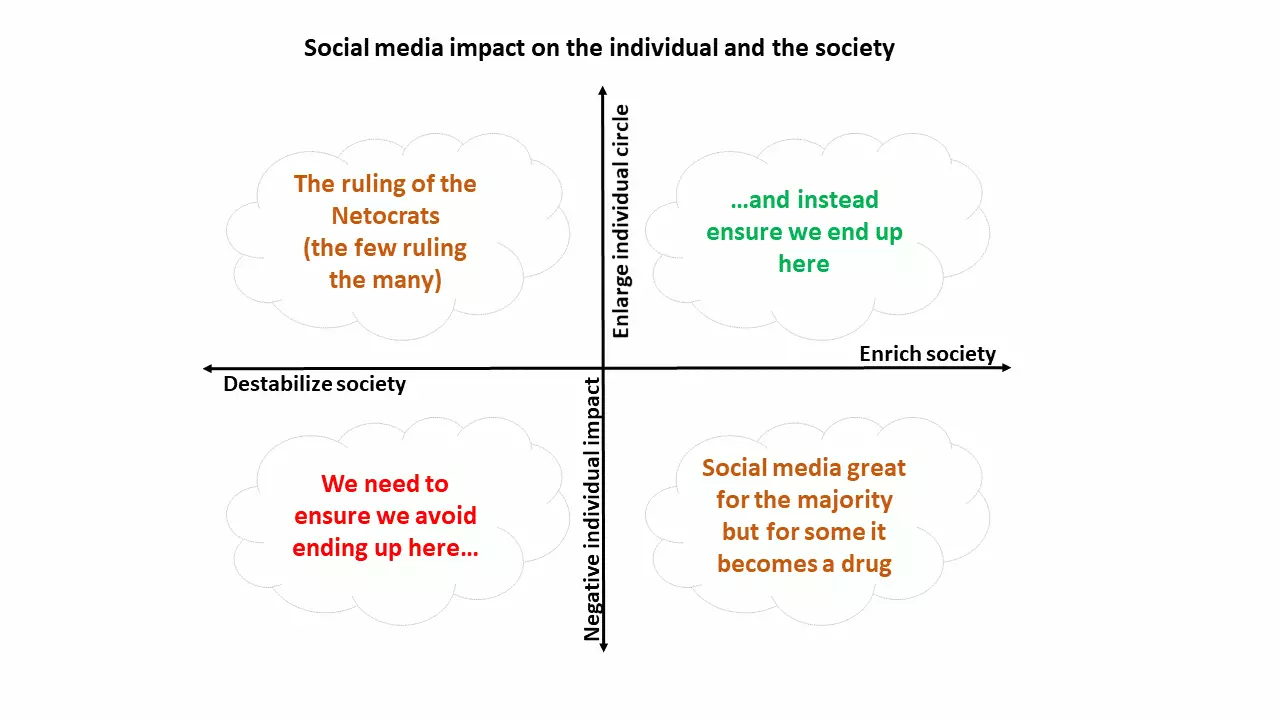 Social media impact on the individual and the society
Enlarge individual circle
The ruling of the
Netocrats
(the few ruling
the many)
…and instead
ensure we end up
here
Enrich society
Destabilize society
Negative individual impact
We need to
ensure we avoid
ending up here…
Social media great
for the majority
but for some it
becomes a drug